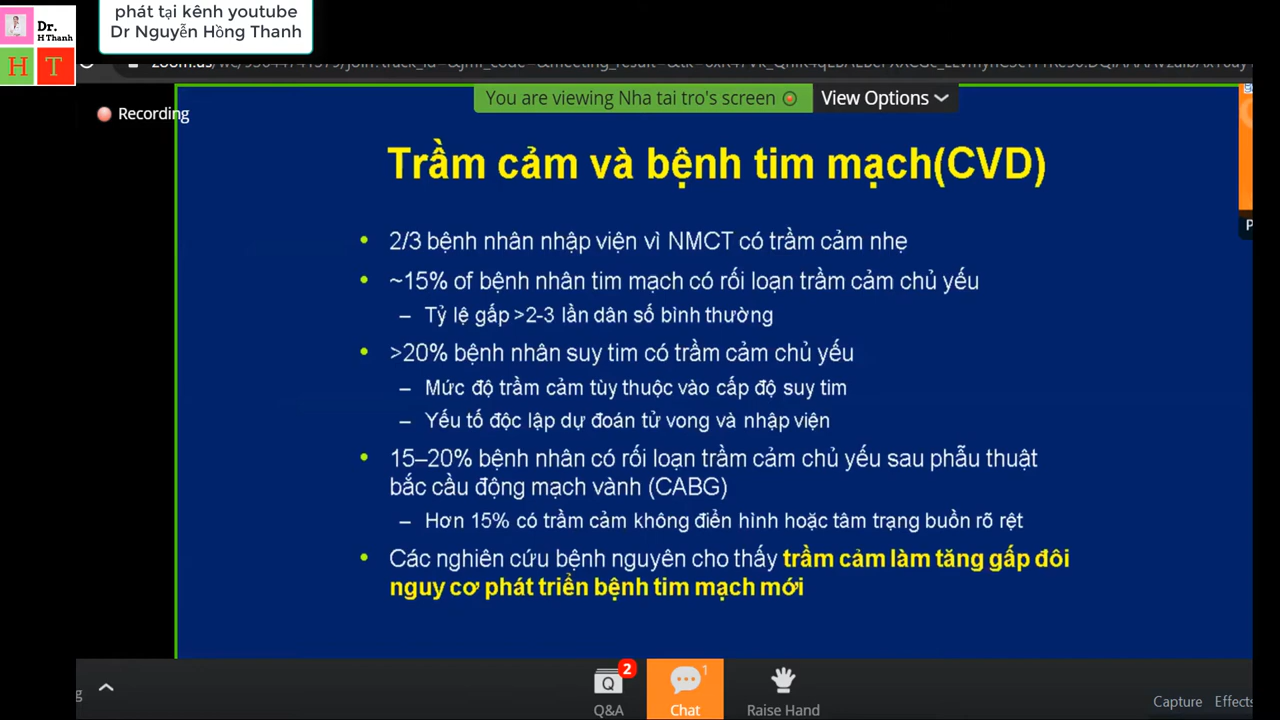 phát tại kênh youtube
Dr Nguyễn Hồng Thanh
Dr.
H Thanh
H T
Recording
You are viewing Nha tai tro's screen
View Options
Trầm cảm và bệnh tim mạch(CVD)
• 2/3 bệnh nhân nhập viện vì NMCT có trầm cảm nhẹ
• ~15% of bệnh nhân tim mạch có rối loạn trầm cảm chủ yếu
– Tỷ lệ gấp >2-3 lần dân số bình thường
• >20% bệnh nhân suy tim có trầm cảm chủ yếu
– Mức độ trầm cảm tùy thuộc vào cấp độ suy tim
– Yếu tố độc lập dự đoán tử vong và nhập viện
• 15–20% bệnh nhân có rối loạn trầm cảm chủ yếu sau phẫu thuật
bắc cầu động mạch vành (CABG)
– Hơn 15% có trầm cảm không điển hình hoặc tâm trạng buồn rõ rệt
• Các nghiên cứu bệnh nguyên cho thấy trầm cảm làm tăng gấp đôi
nguy cơ phát triển bệnh tim mạch mới
2
1
Q&A
Chat
Raise Hand
Capture
Effects